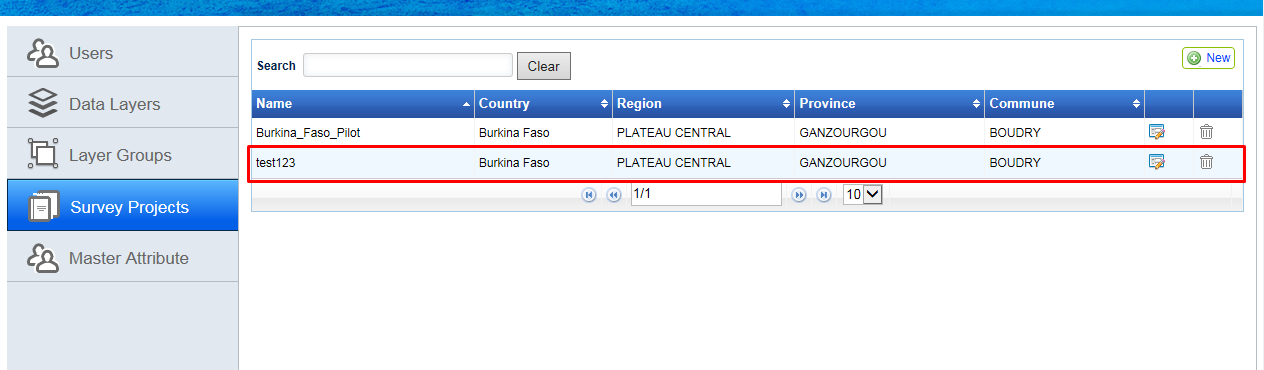 Users
Data Layers
Layer Groups
Survey Projects
Master Attribute
Search Clear New
Name Country Region Province Commune
Burkina_Faso_Pilot Burkina Faso PLATEAU CENTRAL GANZOURGOU BOUDRY
test123 Burkina Faso PLATEAU CENTRAL GANZOURGOU BOUDRY
1/1 10